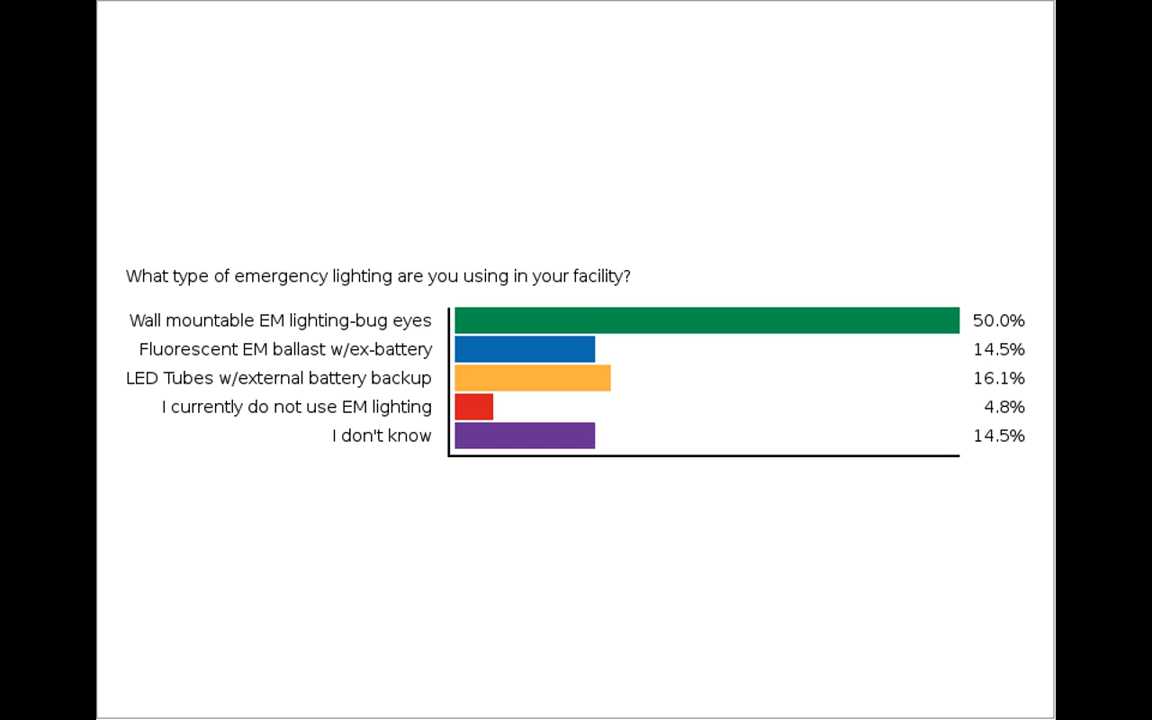 What type of emergency lighting are you using in your facility?
Wall mountable EM lighting-bug eyes 50.0%
Fluorescent EM ballast w/ex-battery 14.5%
LED Tubes w/external battery backup 16.1%
I currently do not use EM lighting 4.8%
I don't know 14.5%